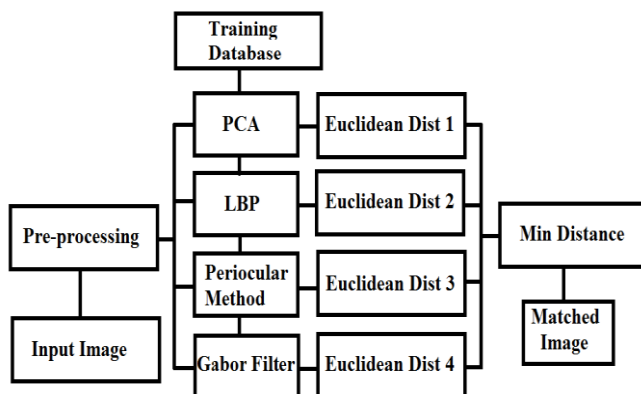 Training
Database
PCA
Euclidean Dist 1
LBP
Euclidean Dist 2
Pre-processing
Min Distance
Periocular
Method
Euclidean Dist 3
Input Image
Matched
Image
Gabor Filter
Euclidean Dist 4